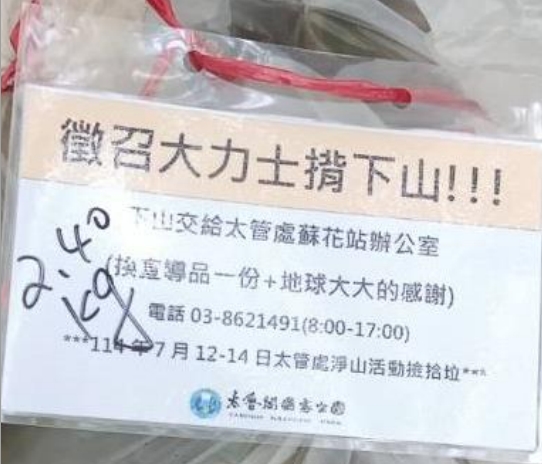 徵召大力士揹下山!!!
下山交給太管處蘇花站辦公室
(換宣導品一份+地球大大的感謝)
電話 03-8621491(8:00-17:00)
***114年7月12-14日太管處淨山活動撿拾垃***
太魯閣國家公園
TAROKO NATIONAL PARK
2.40
kg